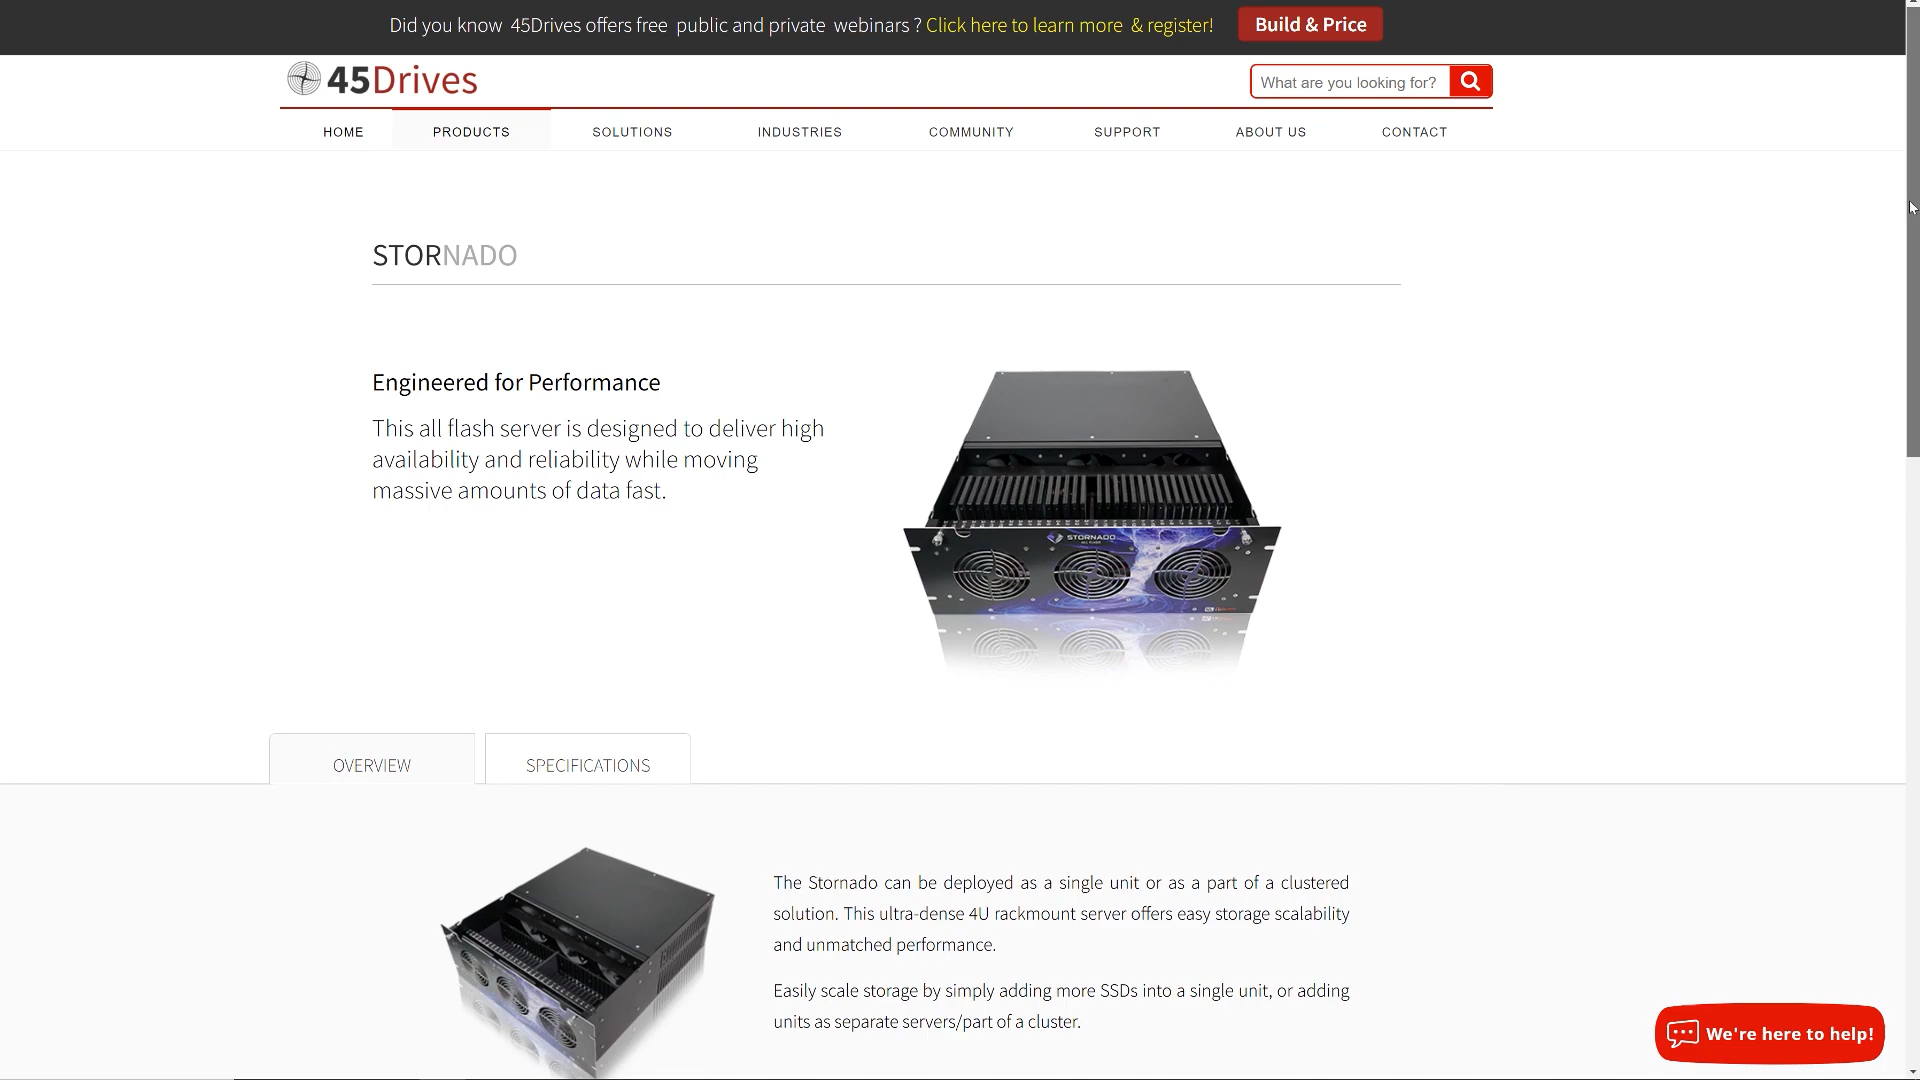 Did you know 45Drives offers free public and private webinars ? Click here to learn more & register!
Build & Price
45Drives
What are you looking for?
HOME
PRODUCTS
SOLUTIONS
INDUSTRIES
COMMUNITY
SUPPORT
ABOUT US
CONTACT
STORNADO
Engineered for Performance
This all flash server is designed to deliver high
availability and reliability while moving
massive amounts of data fast.
STORNADO
OVERVIEW
SPECIFICATIONS
The Stornado can be deployed as a single unit or as a part of a clustered
solution. This ultra-dense 4U rackmount server offers easy storage scalability
and unmatched performance.
Easily scale storage by simply adding more SSDs into a single unit, or adding
units as separate servers/part of a cluster.
We're here to help!